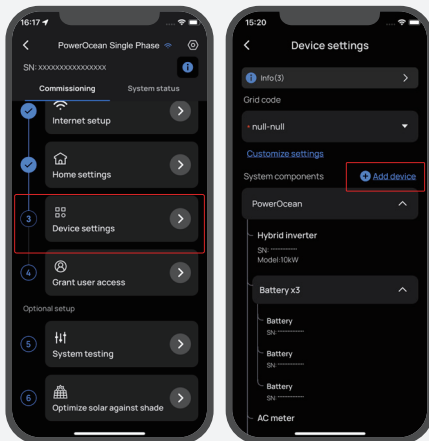 16:17
PowerOcean Single Phase
SN: xxxxxxxxxxxxxxxx
Commissioning
System status
Internet setup
Home settings
3
Device settings
4
Grant user access
Optional setup
5
System testing
6
Optimize solar against shade
15:20
Device settings
Info(3)
Grid code
* null-null
Customize settings
System components
Add device
PowerOcean
Hybrid inverter
SN:
Model:10kW
Battery x3
Battery
SN:
Battery
SN:
Battery
SN:
AC meter